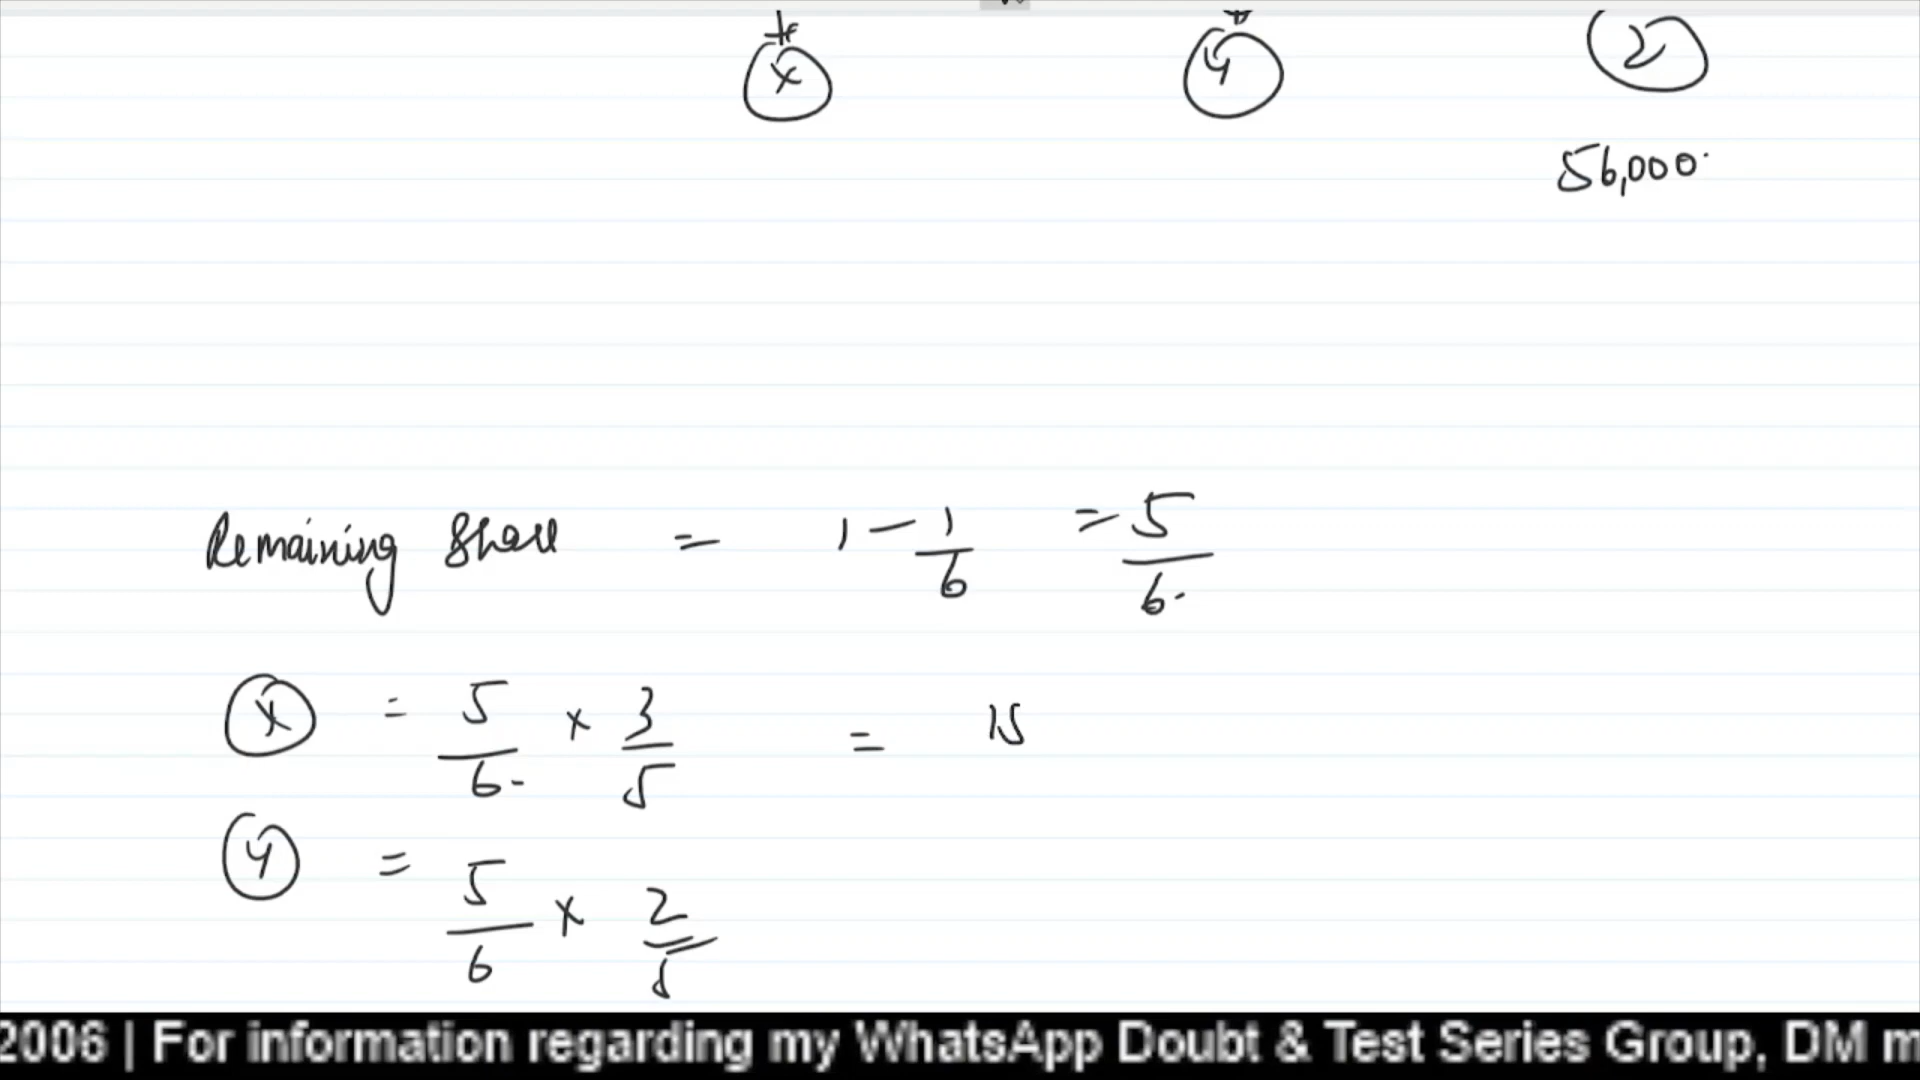 x y Z
56,000
Remaining Share = 1 - 1/6 = 5/6
x = 5/6 x 3/5 = 15
y = 5/6 x 2/5
2006 | For information regarding my WhatsApp Doubt & Test Series Group, DM m